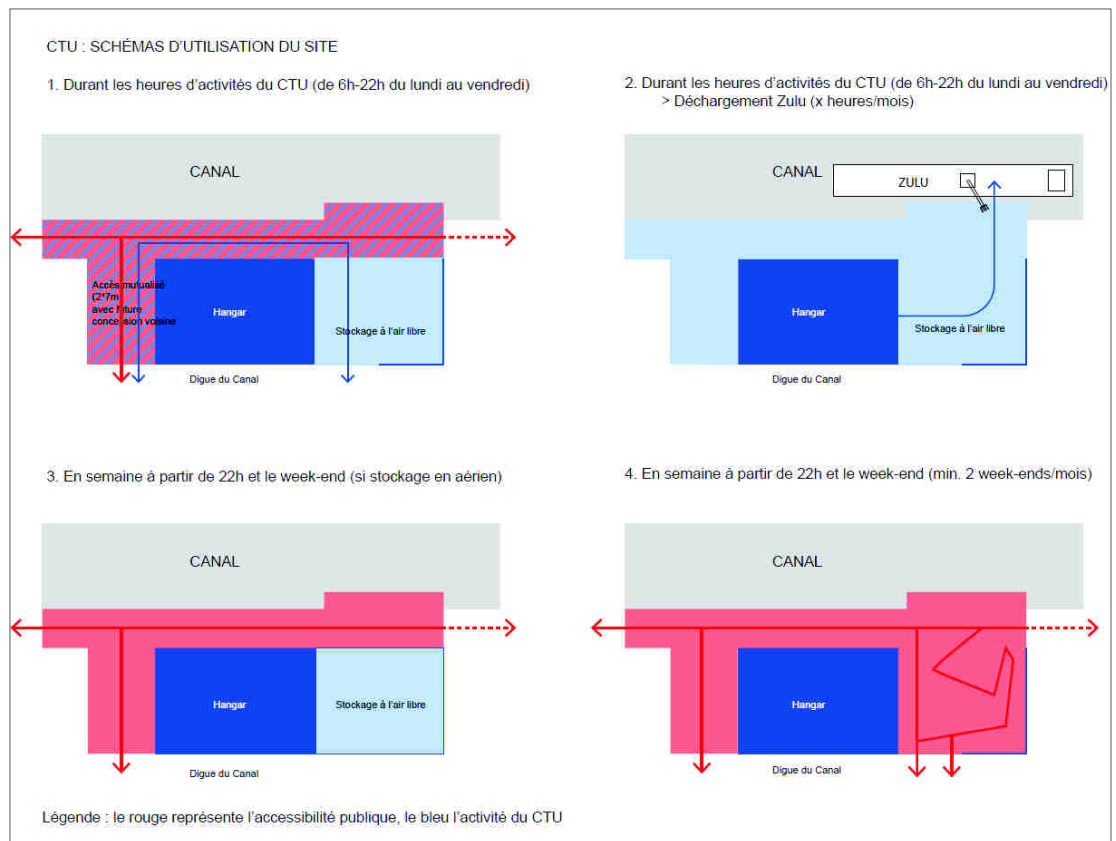 CTU : SCHÉMAS D'UTILISATION DU SITE
1. Durant les heures d'activités du CTU (de 6h-22h du lundi au vendredi)
CANAL
Accès mutualisé
(2*7m
avec future
concession voisine
Hangar
Stockage à l'air libre
Digue du Canal
2. Durant les heures d'activités du CTU (de 6h-22h du lundi au vendredi)
> Déchargement Zulu (x heures/mois)
CANAL
ZULU
Hangar
Stockage à l'air libre
Digue du Canal
3. En semaine à partir de 22h et le week-end (si stockage en aérien)
CANAL
Hangar
Stockage à l'air libre
Digue du Canal
4. En semaine à partir de 22h et le week-end (min. 2 week-ends/mois)
CANAL
Hangar
Digue du Canal
Légende : le rouge représente l'accessibilité publique, le bleu l'activité du CTU